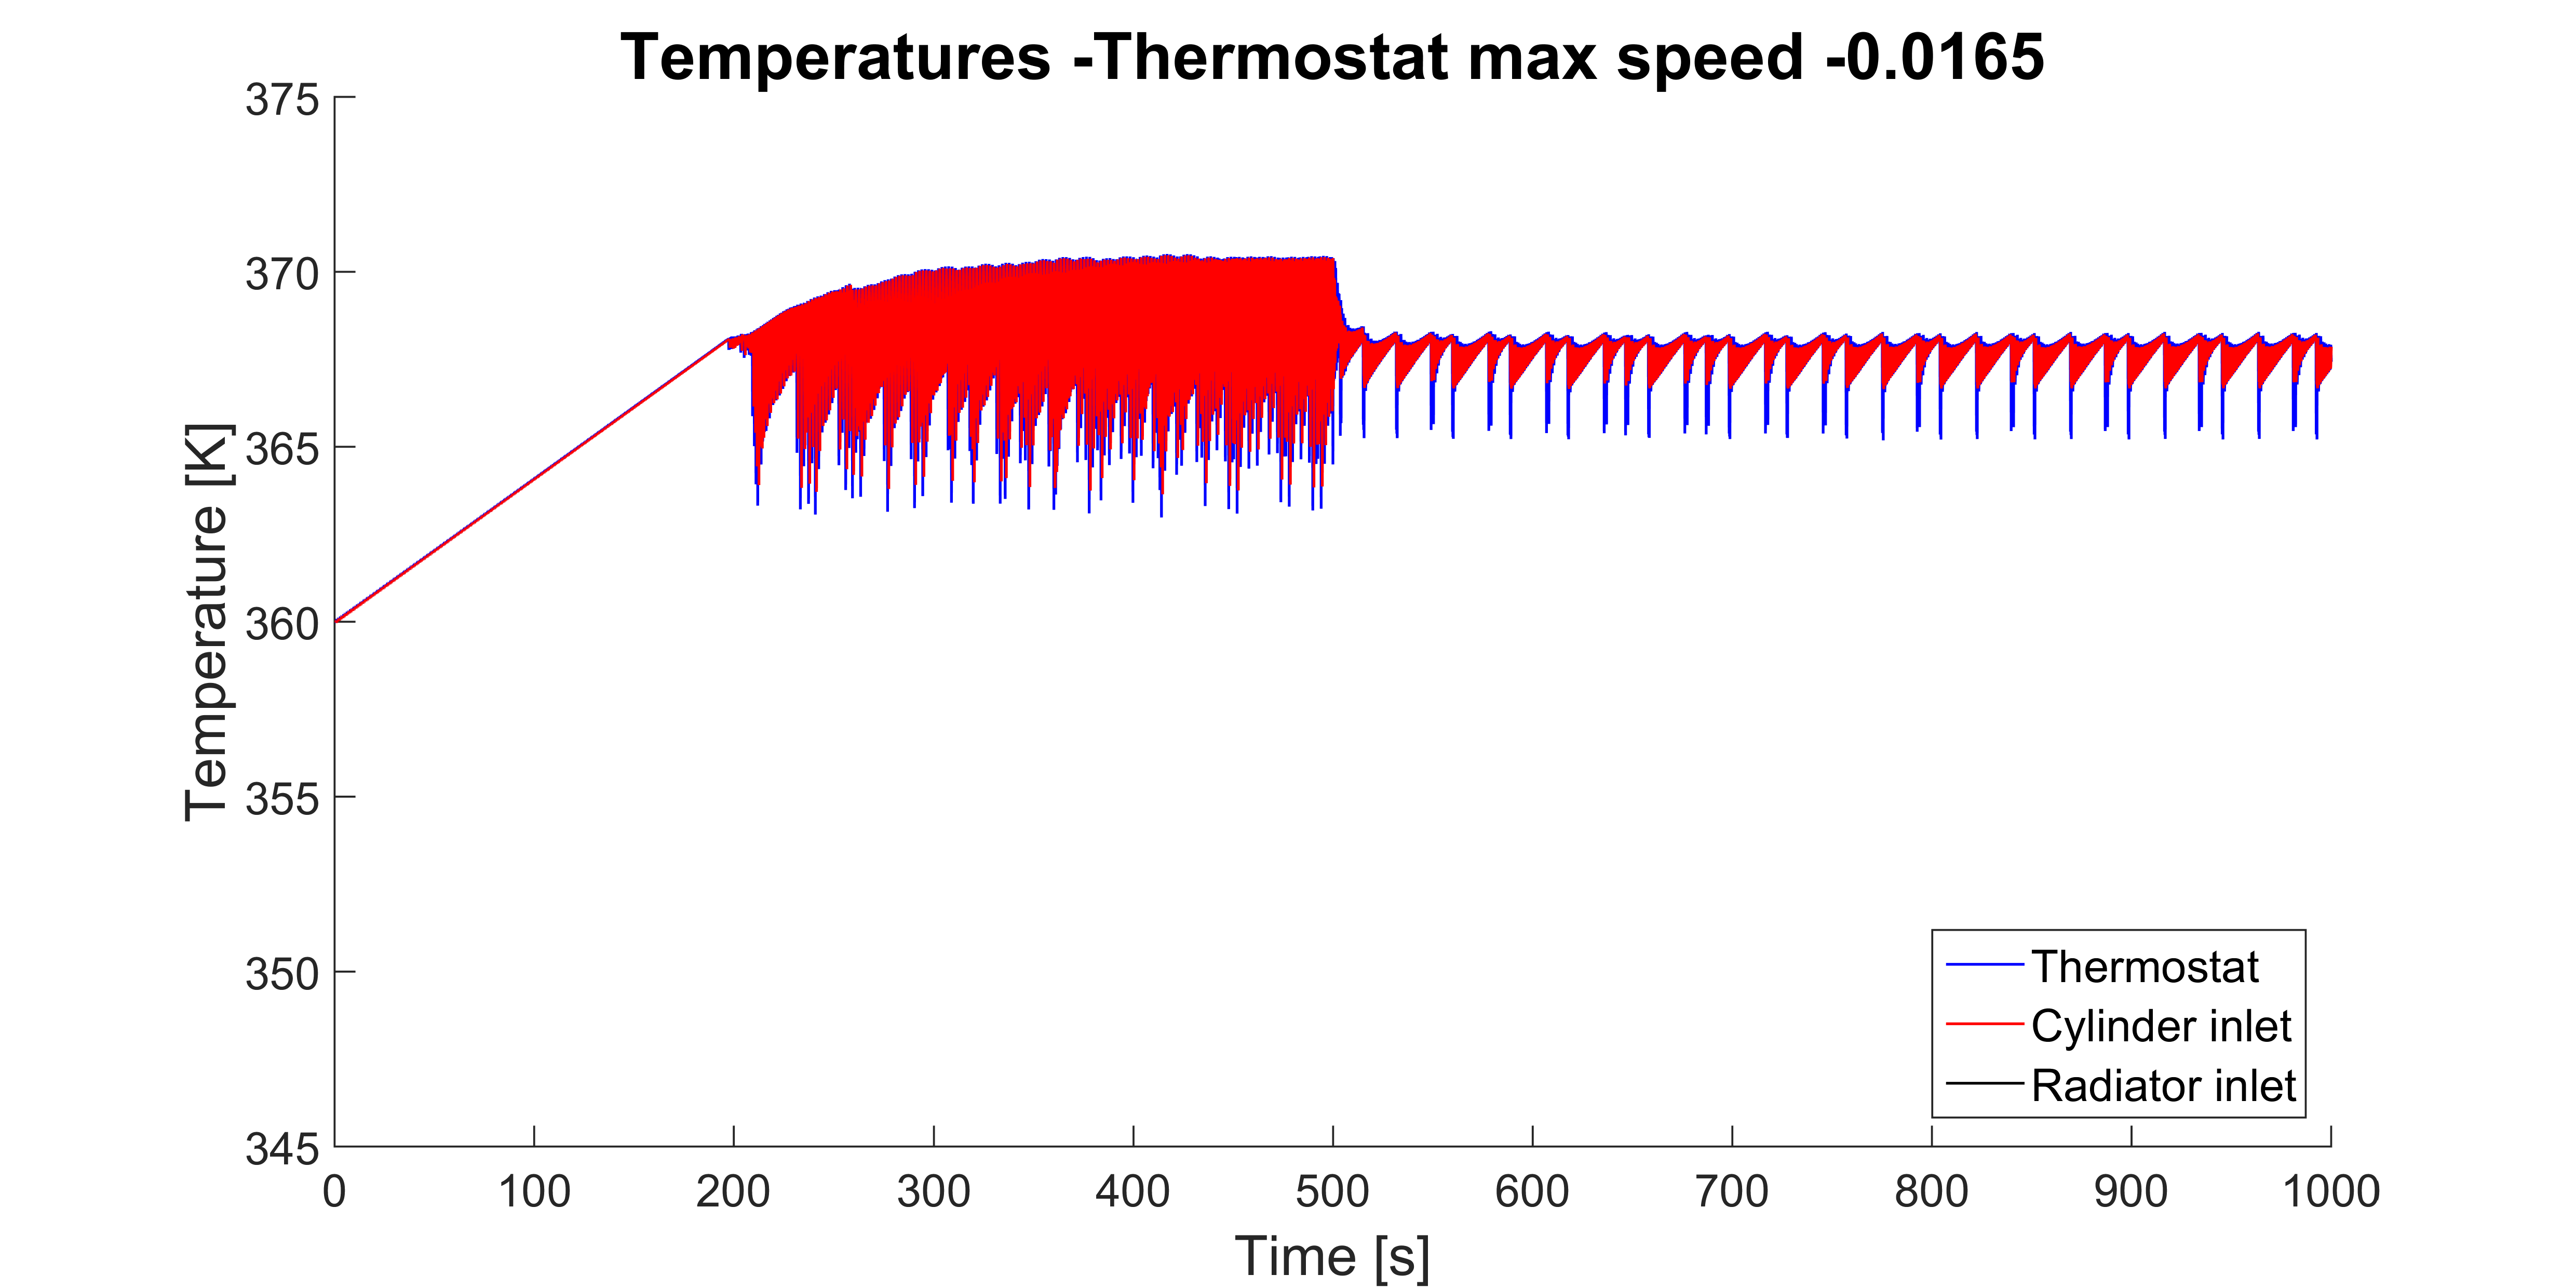 Temperatures -Thermostat max speed -0.0165
375
370
365
360
355
350
345
Temperature [K]
0 100 200 300 400 500 600 700 800 900 1000
Time [s]
Thermostat
Cylinder inlet
Radiator inlet